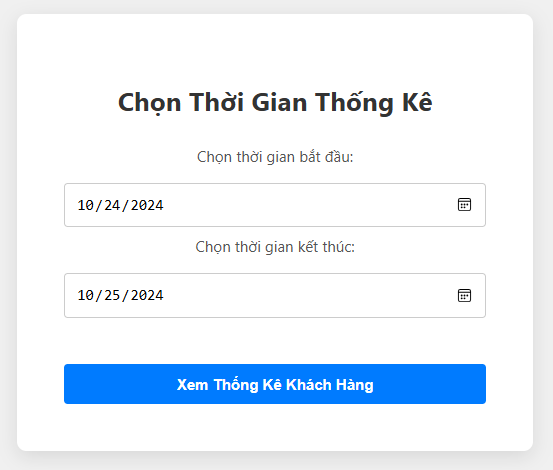 Chọn Thời Gian Thống Kê
Chọn thời gian bắt đầu:
10/24/2024
Chọn thời gian kết thúc:
10/25/2024
Xem Thống Kê Khách Hàng